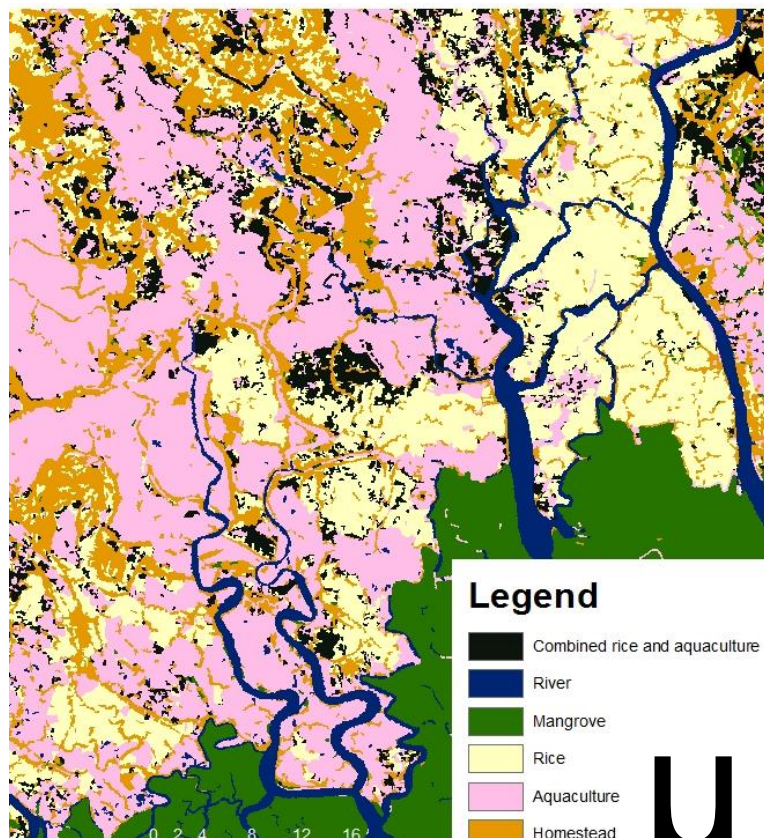 Legend
Combined rice and aquaculture
River
Mangrove
Rice
Aquaculture
Homestead
0 2 4 8 12 16
U